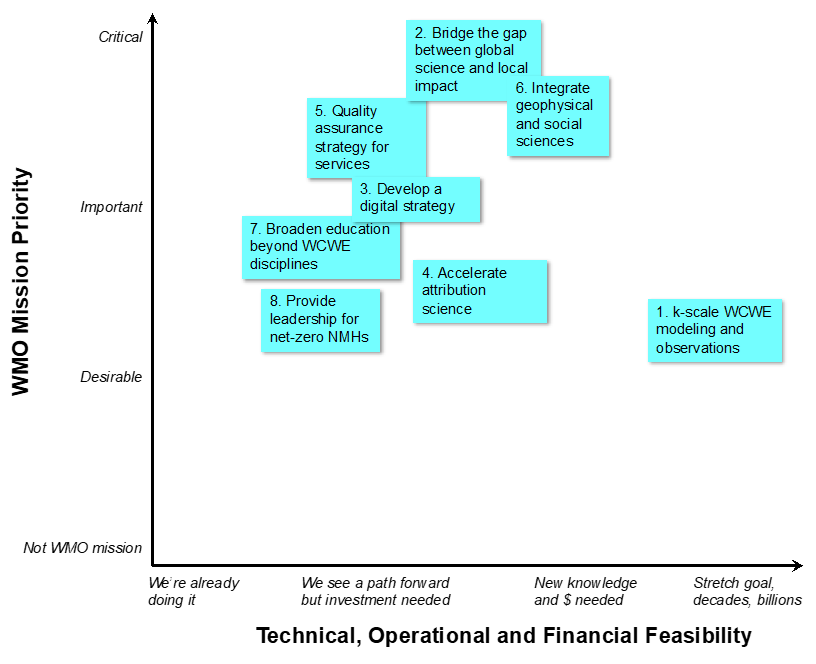 Critical
2. Bridge the gap
between global
science and local
impact
6. Integrate
geophysical
and social
sciences
5. Quality
assurance
strategy for
services
WMO Mission Priority
Important
3. Develop a
digital strategy
7. Broaden education
beyond WCWE
disciplines
4. Accelerate
attribution
science
8. Provide
leadership for
net-zero NMHs
1. k-scale WCWE
modeling and
observations
Desirable
Not WMO mission
We're already
doing it
We see a path forward
but investment needed
New knowledge
and $ needed
Stretch goal,
decades, billions
Technical, Operational and Financial Feasibility